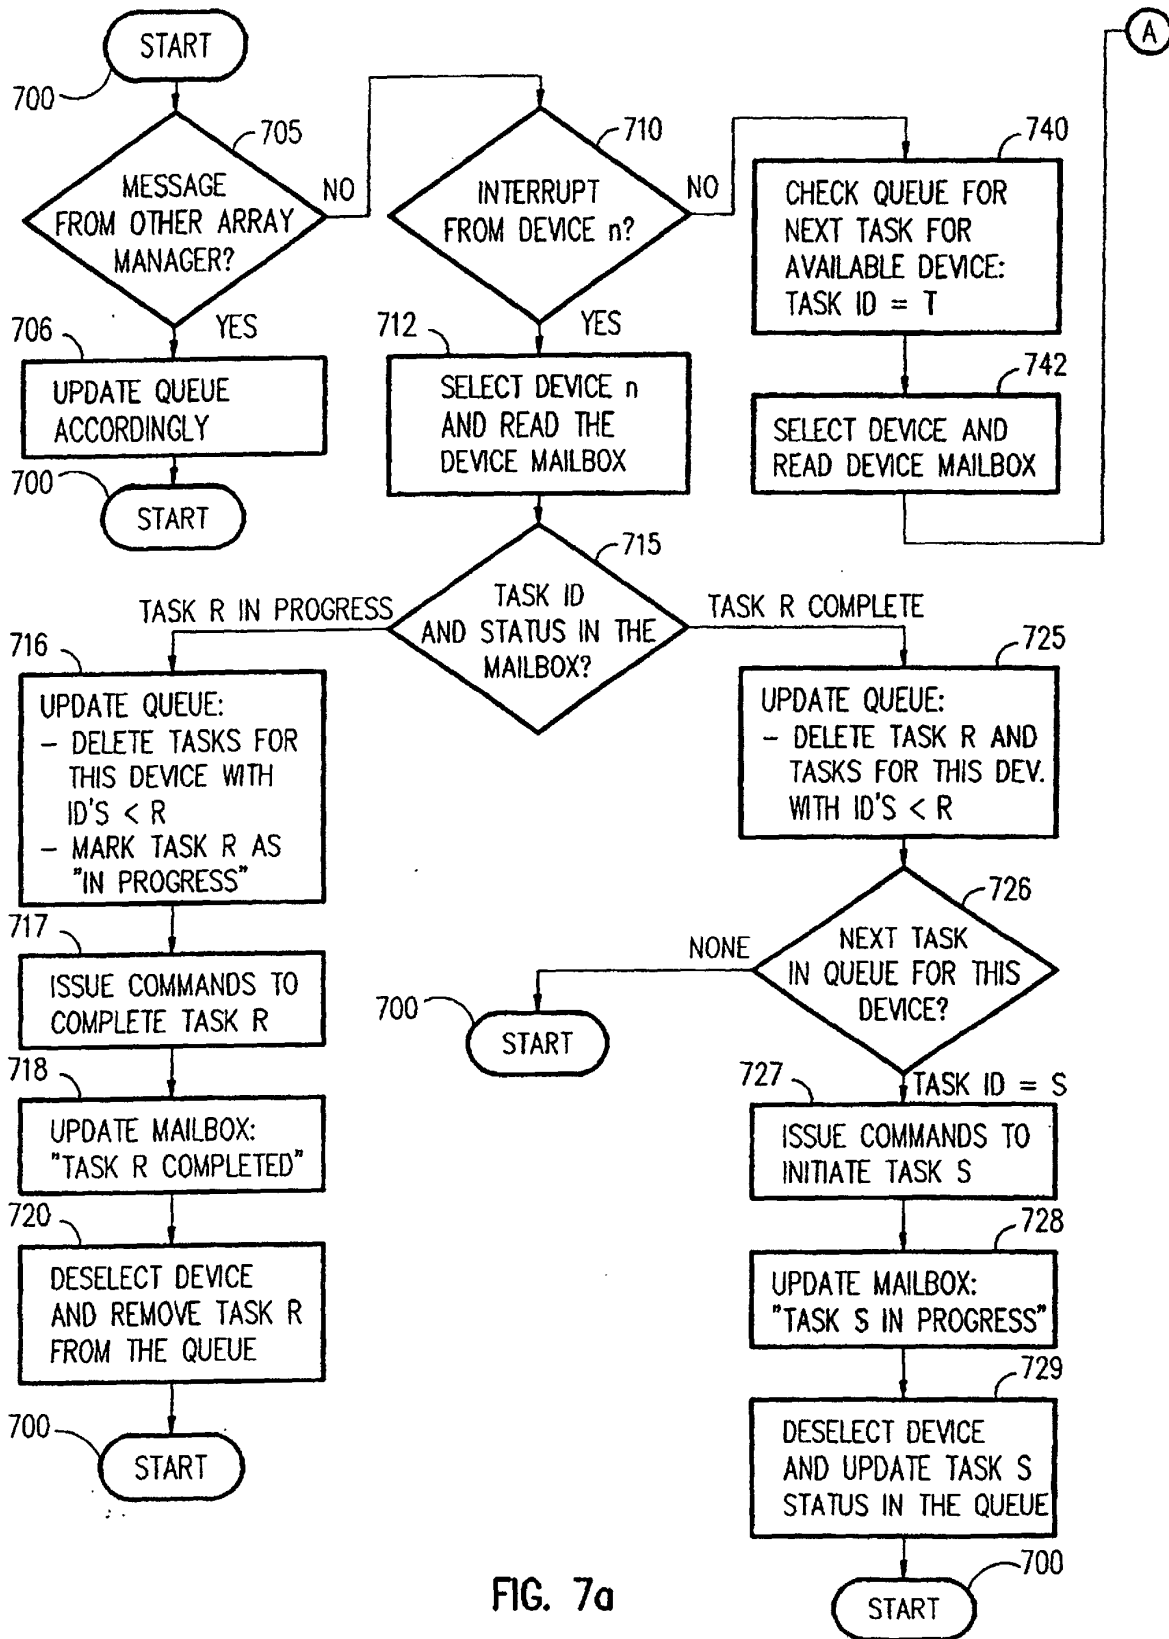 START
700
705
MESSAGE
FROM OTHER ARRAY
MANAGER?
NO
YES
706
UPDATE QUEUE
ACCORDINGLY
700
START
710
INTERRUPT
FROM DEVICE n?
NO
YES
712
SELECT DEVICE n
AND READ THE
DEVICE MAILBOX
740
CHECK QUEUE FOR
NEXT TASK FOR
AVAILABLE DEVICE:
TASK ID = T
742
SELECT DEVICE AND
READ DEVICE MAILBOX
A
715
TASK ID
AND STATUS IN THE
MAILBOX?
TASK R IN PROGRESS
TASK R COMPLETE
716
UPDATE QUEUE:
– DELETE TASKS FOR
THIS DEVICE WITH
ID'S < R
– MARK TASK R AS
"IN PROGRESS"
717
ISSUE COMMANDS TO
COMPLETE TASK R
718
UPDATE MAILBOX:
"TASK R COMPLETED"
720
DESELECT DEVICE
AND REMOVE TASK R
FROM THE QUEUE
700
START
725
UPDATE QUEUE:
– DELETE TASK R AND
TASKS FOR THIS DEV.
WITH ID'S < R
726
NEXT TASK
IN QUEUE FOR THIS
DEVICE?
NONE
700
START
TASK ID = S
727
ISSUE COMMANDS TO
INITIATE TASK S
728
UPDATE MAILBOX:
"TASK S IN PROGRESS"
729
DESELECT DEVICE
AND UPDATE TASK S
STATUS IN THE QUEUE
700
START
FIG. 7a